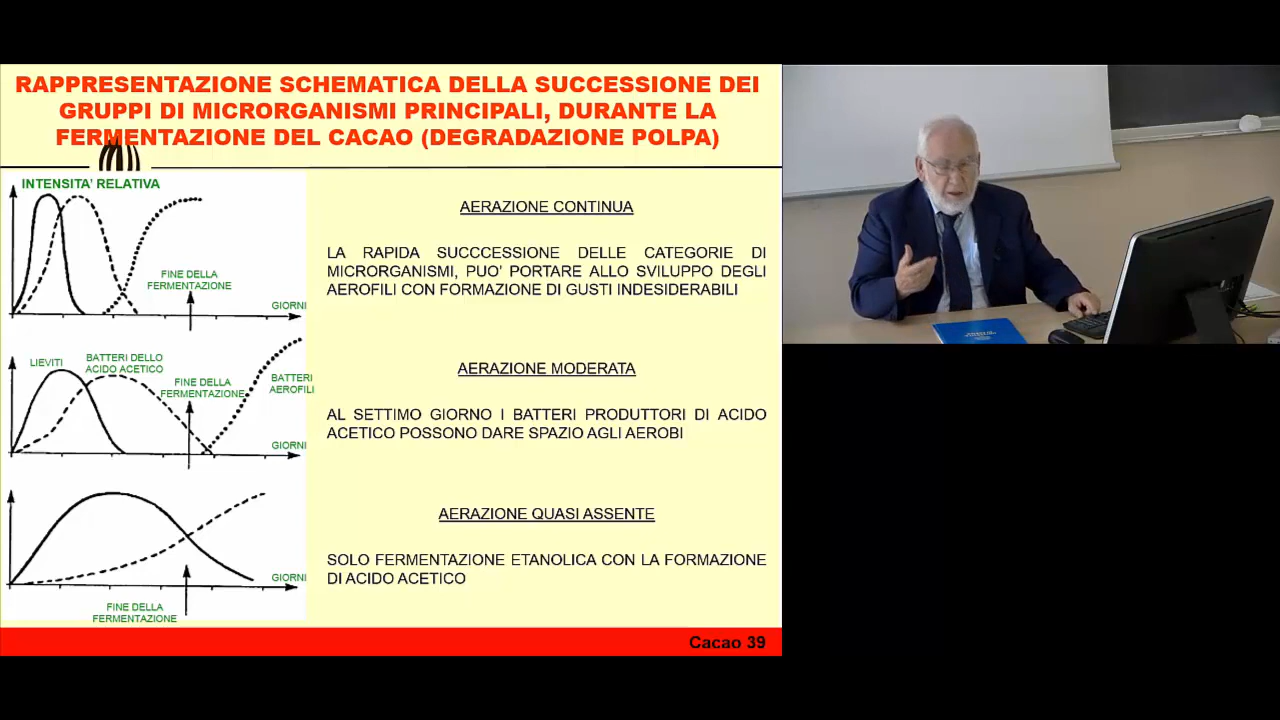 RAPPRESENTAZIONE SCHEMATICA DELLA SUCCESSIONE DEI
GRUPPI DI MICRORGANISMI PRINCIPALI, DURANTE LA
FERMENTAZIONE DEL CACAO (DEGRADAZIONE POLPA)
INTENSITA' RELATIVA
FINE DELLA
FERMENTAZIONE
GIORNI
AERAZIONE CONTINUA
LA RAPIDA SUCCCESSIONE DELLE CATEGORIE DI
MICRORGANISMI, PUO' PORTARE ALLO SVILUPPO DEGLI
AEROFILI CON FORMAZIONE DI GUSTI INDESIDERABILI
LIEVITI
BATTERI DELLO
ACIDO ACETICO
FINE DELLA
FERMENTAZIONE
BATTERI
AEROFILI
GIORNI
AERAZIONE MODERATA
AL SETTIMO GIORNO I BATTERI PRODUTTORI DI ACIDO
ACETICO POSSONO DARE SPAZIO AGLI AEROBI
GIORNI
FINE DELLA
FERMENTAZIONE
AERAZIONE QUASI ASSENTE
SOLO FERMENTAZIONE ETANOLICA CON LA FORMAZIONE
DI ACIDO ACETICO
Cacao 39